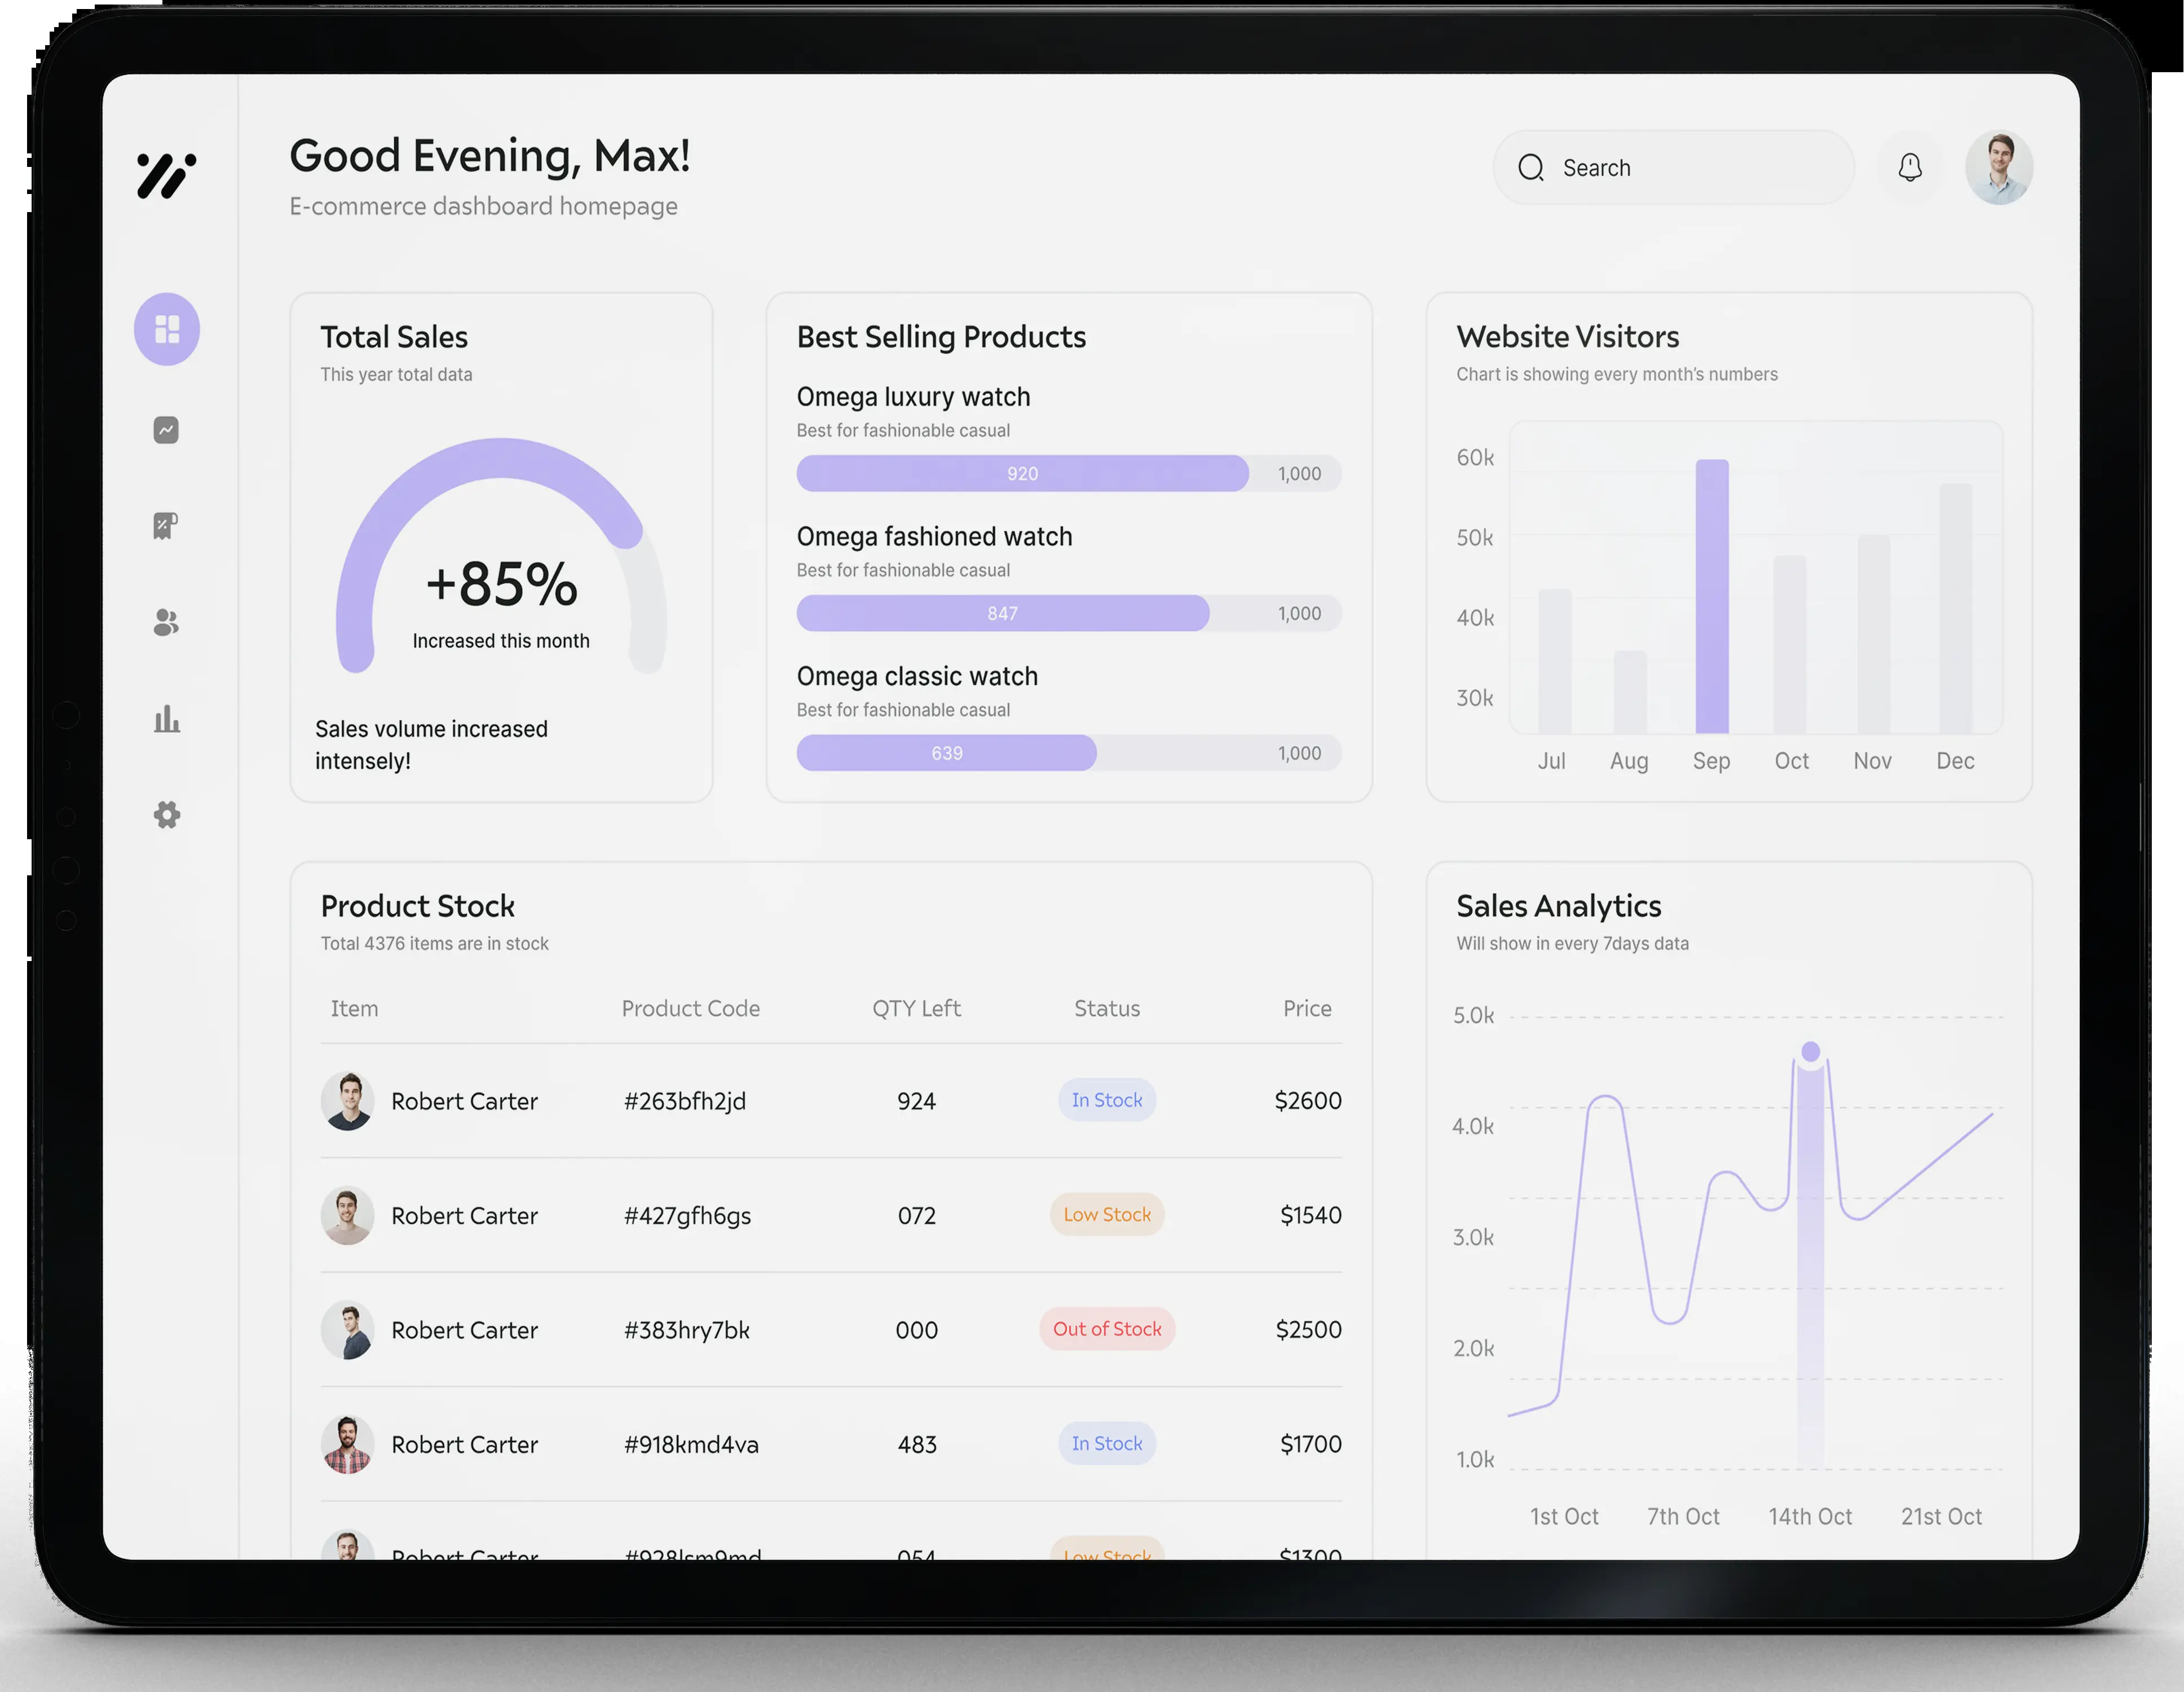 Good Evening, Max!
E-commerce dashboard homepage
Search
Total Sales
This year total data
+85%
Increased this month
Sales volume increased
intensely!
Best Selling Products
Omega luxury watch
Best for fashionable casual
920 1,000
Omega fashioned watch
Best for fashionable casual
847 1,000
Omega classic watch
Best for fashionable casual
639 1,000
Website Visitors
Chart is showing every month's numbers
60k
50k
40k
30k
Jul Aug Sep Oct Nov Dec
Product Stock
Total 4376 items are in stock
Item Product Code QTY Left Status Price
Robert Carter #263bfh2jd 924 In Stock $2600
Robert Carter #427gfh6gs 072 Low Stock $1540
Robert Carter #383hry7bk 000 Out of Stock $2500
Robert Carter #918kmd4va 483 In Stock $1700
Robert Carter #928lsm9md 054 Low Stock $1300
Sales Analytics
Will show in every 7days data
5.0k
4.0k
3.0k
2.0k
1.0k
1st Oct 7th Oct 14th Oct 21st Oct